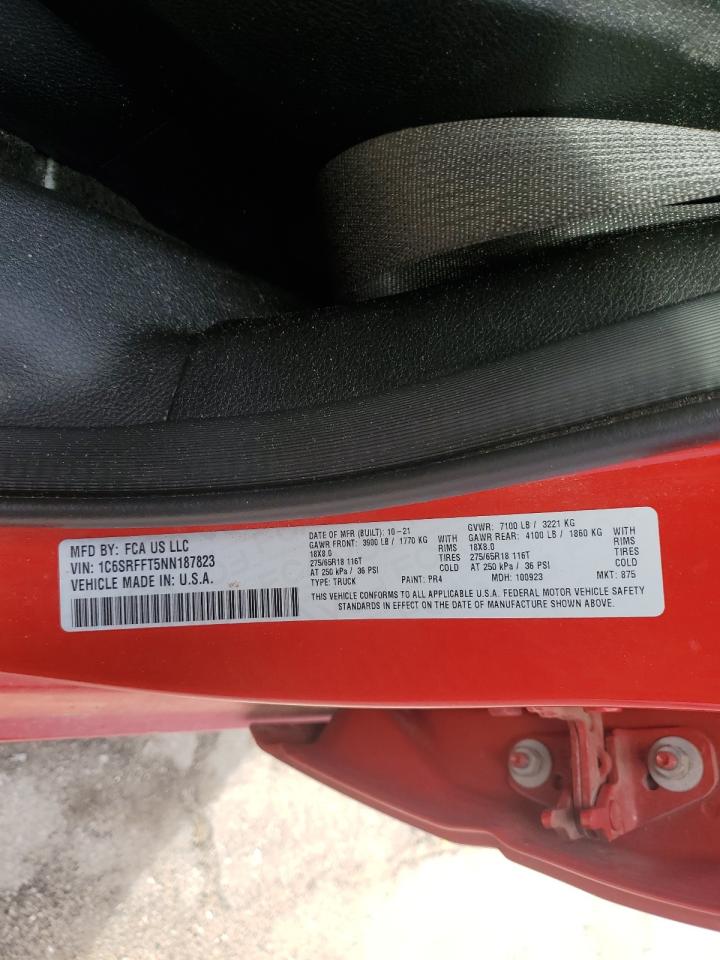 MFD BY: FCA US LLC
VIN: 1C6SRFFT5NN187823
VEHICLE MADE IN U.S.A.
DATE OF MFR (BUILT): 10-21
GAWR FRONT: 3900 LB / 1770 KG WITH
18X8.0 RIMS
275/65R18 116T TIRES
AT 250 kPa / 36 PSI COLD
TYPE: TRUCK PAINT: PR4
GVWR: 7100 LB / 3221 KG
GAWR REAR: 4100 LB / 1860 KG WITH
18X8.0 RIMS
275/65R18 116T TIRES
AT 250 kPa / 36 PSI COLD
MDH: 100923 MKT: 875
THIS VEHICLE CONFORMS TO ALL APPLICABLE U.S.A. FEDERAL MOTOR VEHICLE SAFETY
STANDARDS IN EFFECT ON THE DATE OF MANUFACTURE SHOWN ABOVE.